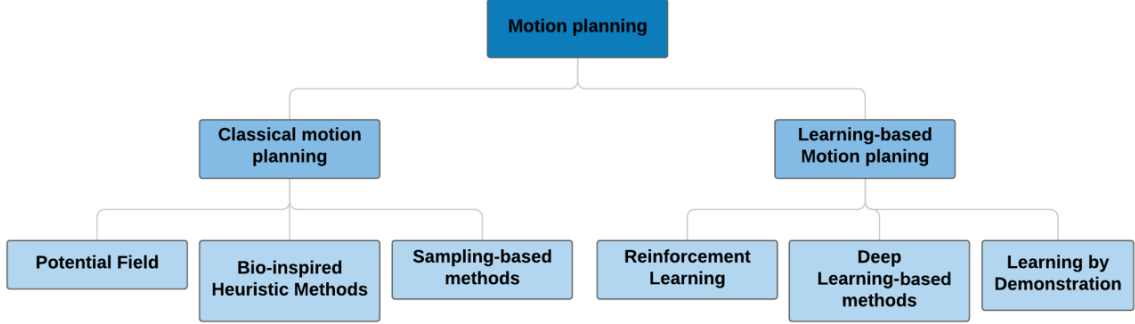 Motion planning
Classical motion
planning
Learning-based
Motion planing
Potential Field
Bio-inspired
Heuristic Methods
Sampling-based
methods
Reinforcement
Learning
Deep
Learning-based
methods
Learning by
Demonstration